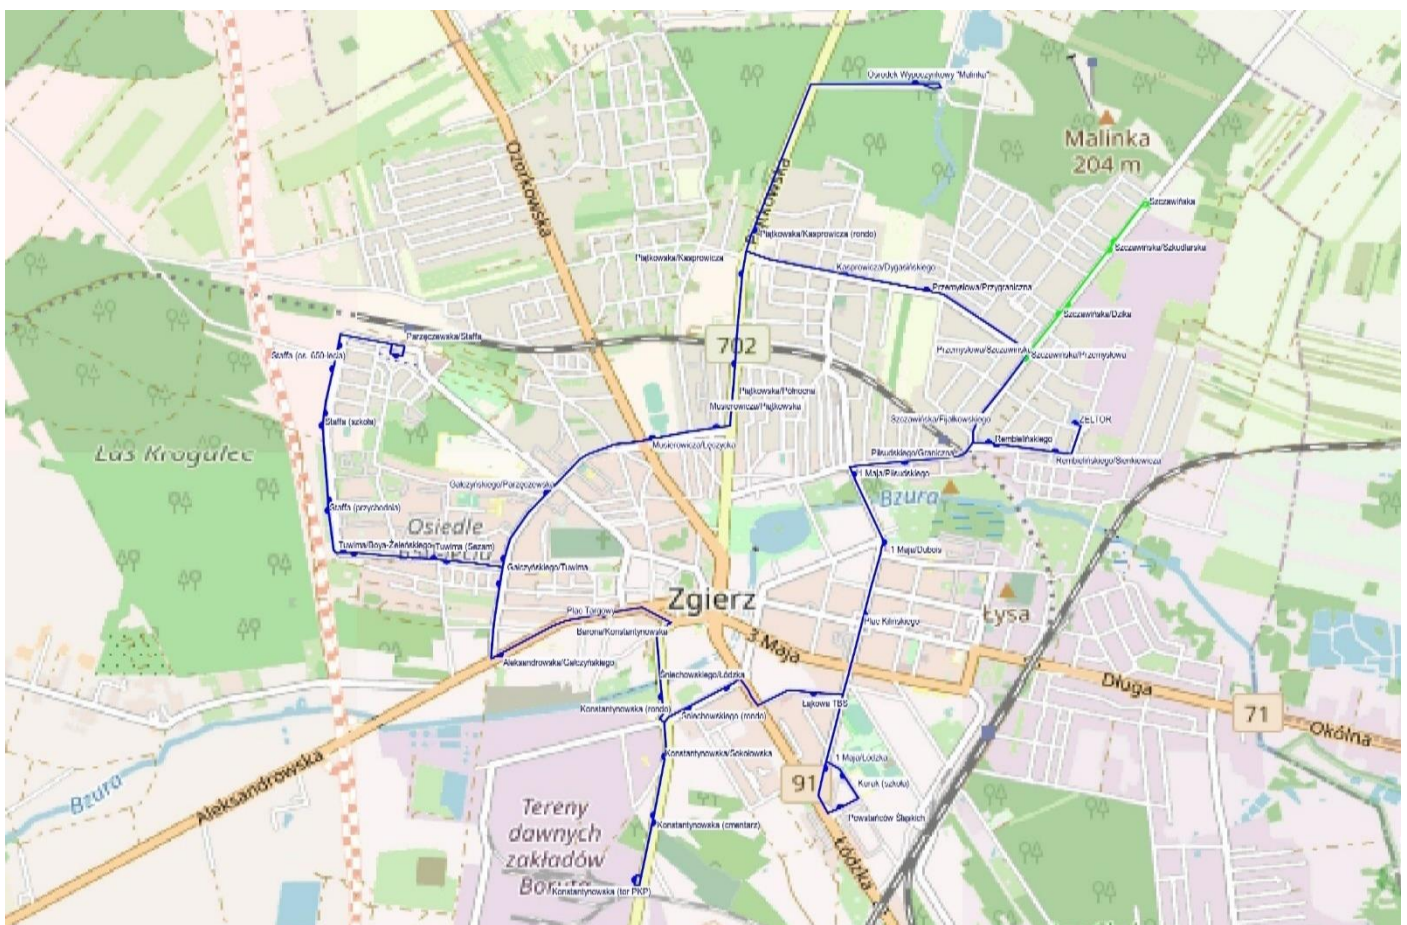 Ośrodek Wypoczynkowy "Malinka"
Malinka
204 m
Ozorkowska
Piątkowska
Szczawińska
Piątkowska/Kasprowicza (rondo)
Szczawińska/Szkudlarska
Piątkowska/Kasprowicza
Kasprowicza/Dygasińskiego
Przemysłowa/Przygraniczna
Szczawińska/Dzika
Parzęczewska/Staffa
702
Staffa (os. 650-lecia)
Przemysłowa/Szczawińska
Szczawińska/Przemysłowa
Piątkowska/Północna
Musierowicza/Piątkowska
Staffa (szkoła)
Szczawińska/Fijałkowskiego
ŻELTOR
Musierowicza/Łęczycka
Rembielińskiego
Las Krogulec
Piłsudskiego/Graniczna
Rembielińskiego/Sienkiewicza
1 Maja/Piłsudskiego
Gałczyńskiego/Parzęczewska
Bzura
Staffa (przychodnia)
Osiedle
Tuwima/Boya-Żeleńskiego
Tuwima (Sezam)
1 Maja/Dubois
Gałczyńskiego/Tuwima
Zgierz
Łysa
Plac Targowy
Plac Kilińskiego
Barona/Konstantynowska
3 Maja
Aleksandrowska/Gałczyńskiego
Śniechowskiego/Łódzka
Długa
Konstantynowska (rondo)
Śniechowskiego (rondo)
Łąkowa TBS
71
Okólna
Konstantynowska/Sokołowska
1 Maja/Łódzka
Bzura
Aleksandrowska
91
Kurak (szkoła)
Tereny
dawnych
zakładów
Boruta
Powstańców Śląskich
Konstantynowska (cmentarz)
Łódzka
Konstantynowska (tor PKP)